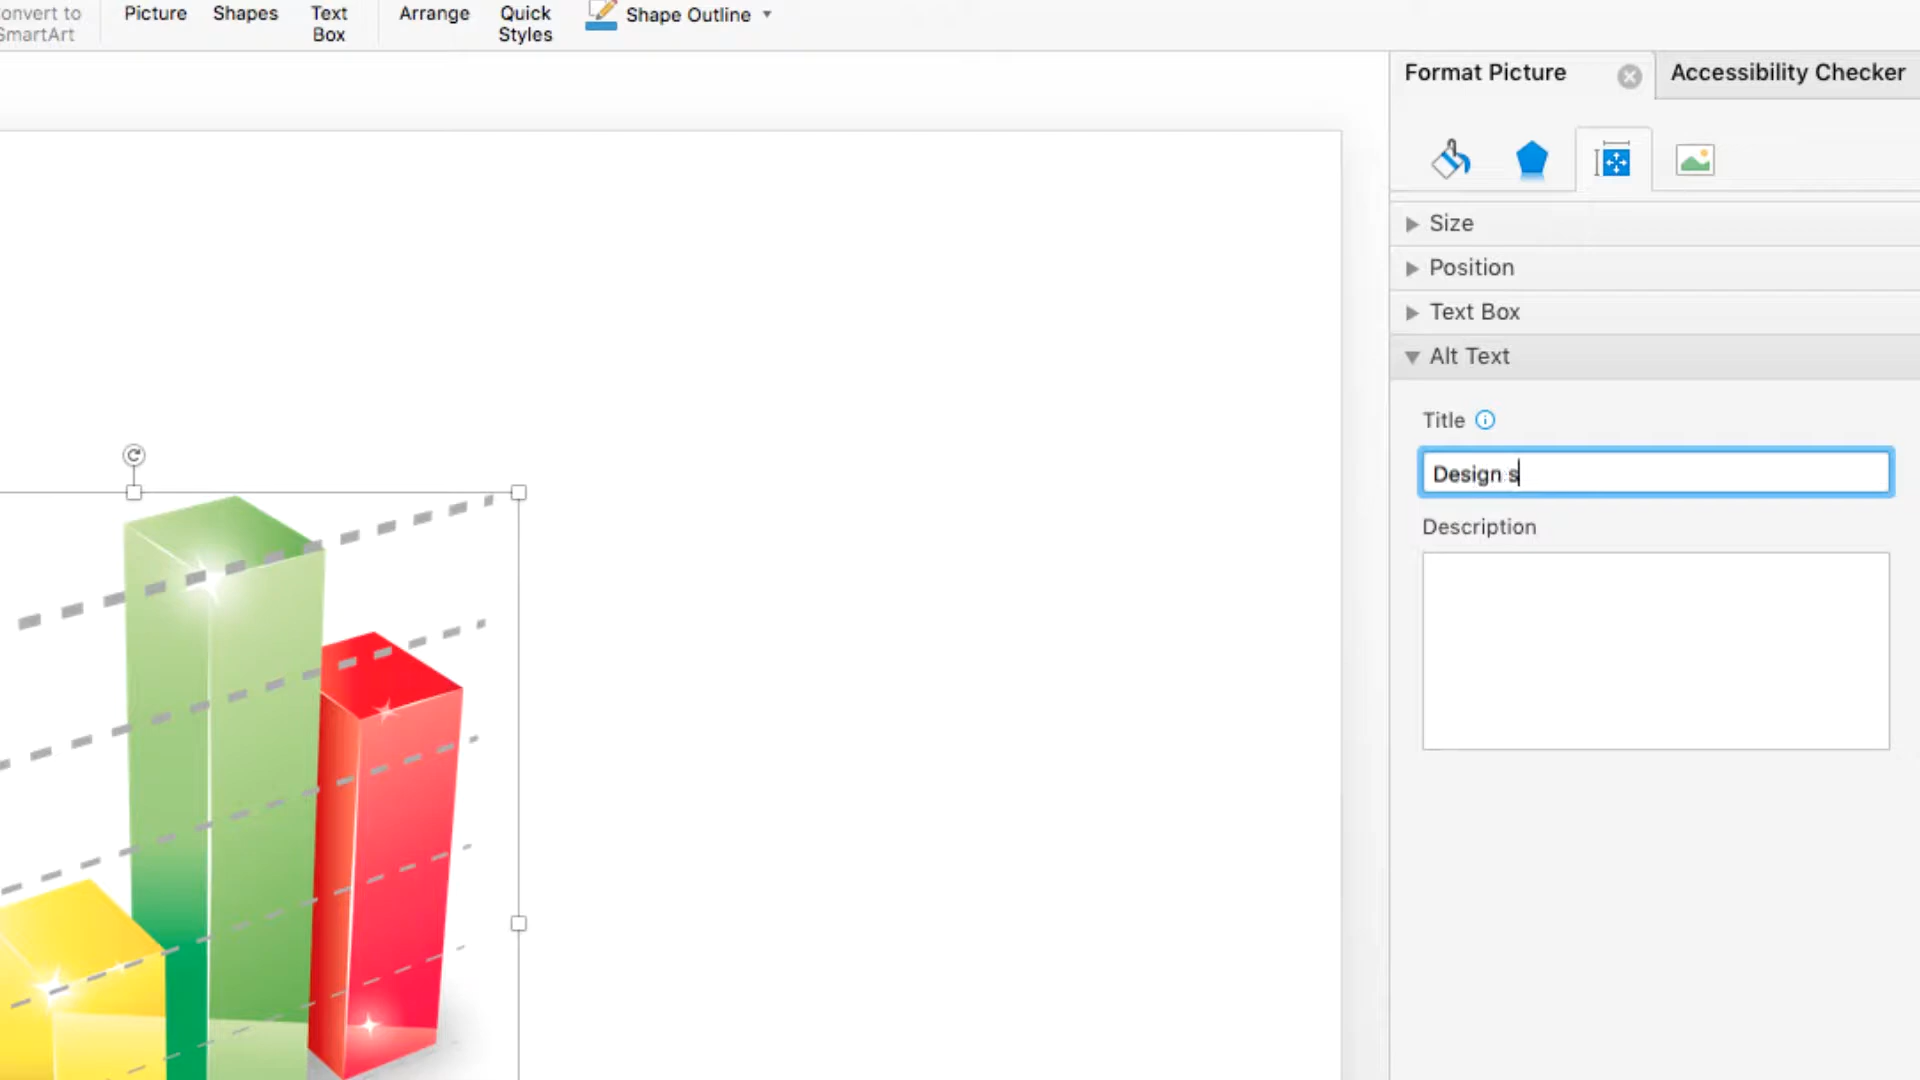 onvert to
SmartArt
Picture
Shapes
Text
Box
Arrange
Quick
Styles
Shape Outline
Format Picture
Accessibility Checker
Size
Position
Text Box
Alt Text
Title
Design s
Description